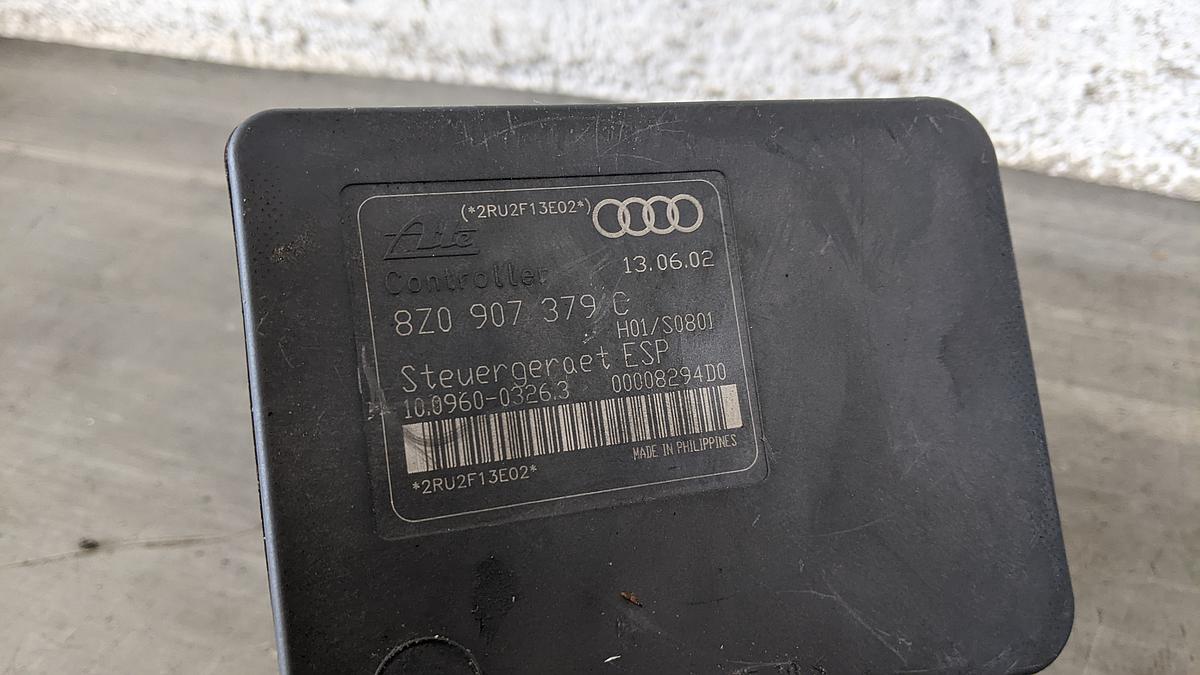 (*2RU2F13E02*)
Ate
Controller
13.06.02
8Z0 907 379 C
H01/S0801
Steuergeraet ESP
10.0960-0326.3 00008294D0
MADE IN PHILIPPINES
*2RU2F13E02*